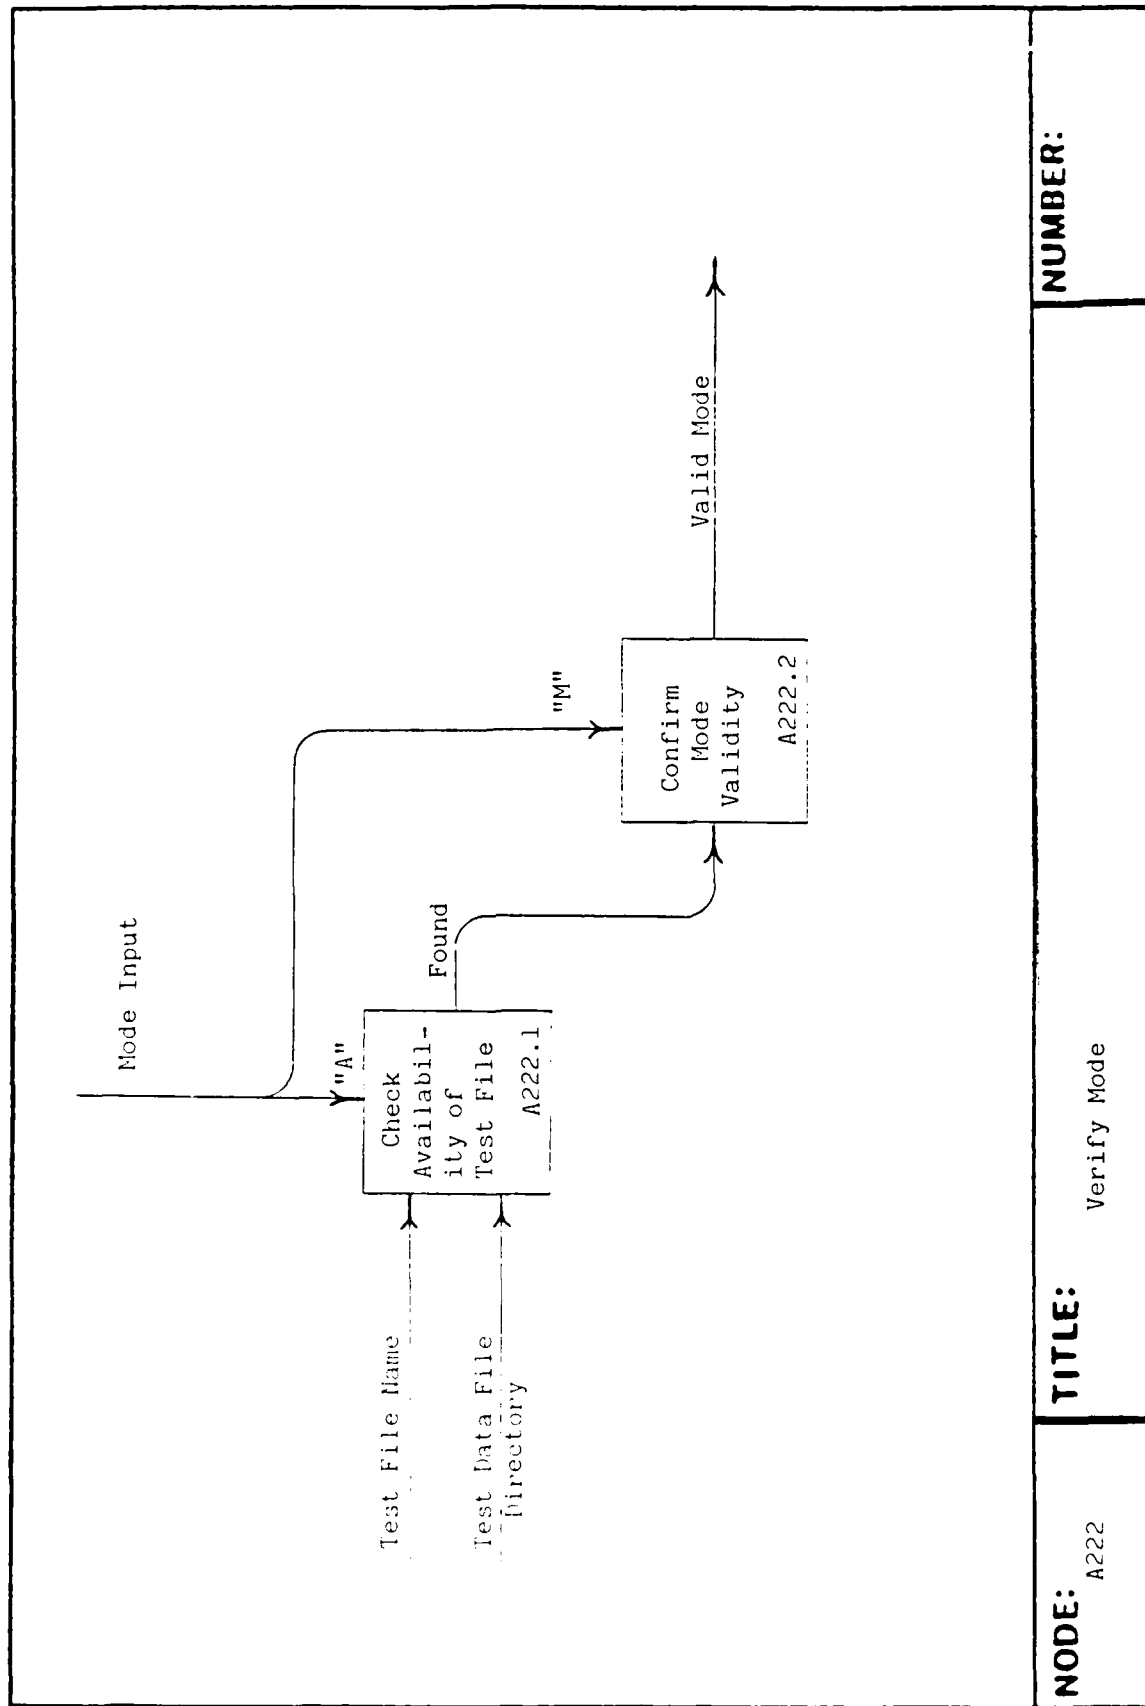 Mode Input
"A"
"M"
Test File Name
Test Data File
Directory
Check
Availabil-
ity of
Test File
A222.1
Found
Confirm
Mode
Validity
A222.2
Valid Mode
NODE:
A222
TITLE:
Verify Mode
NUMBER: